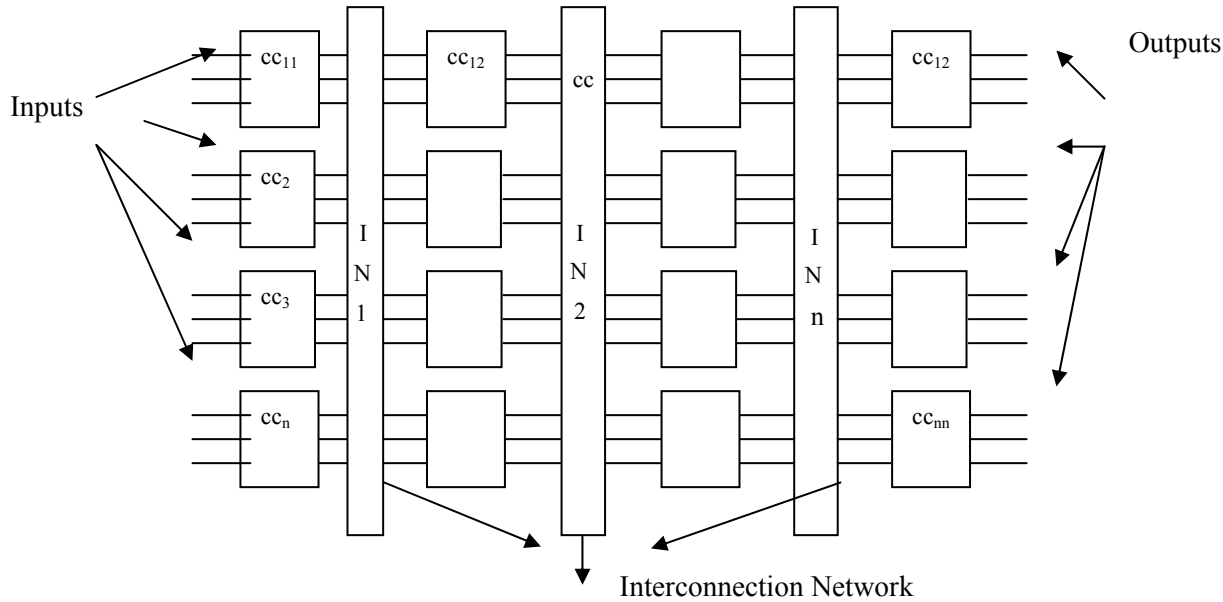 Inputs
Outputs
cc₁₁
cc₁₂
cc
cc₁₂
cc₂
cc₃
ccₙ
ccₙₙ
I
N
1
I
N
2
I
N
n
Interconnection Network